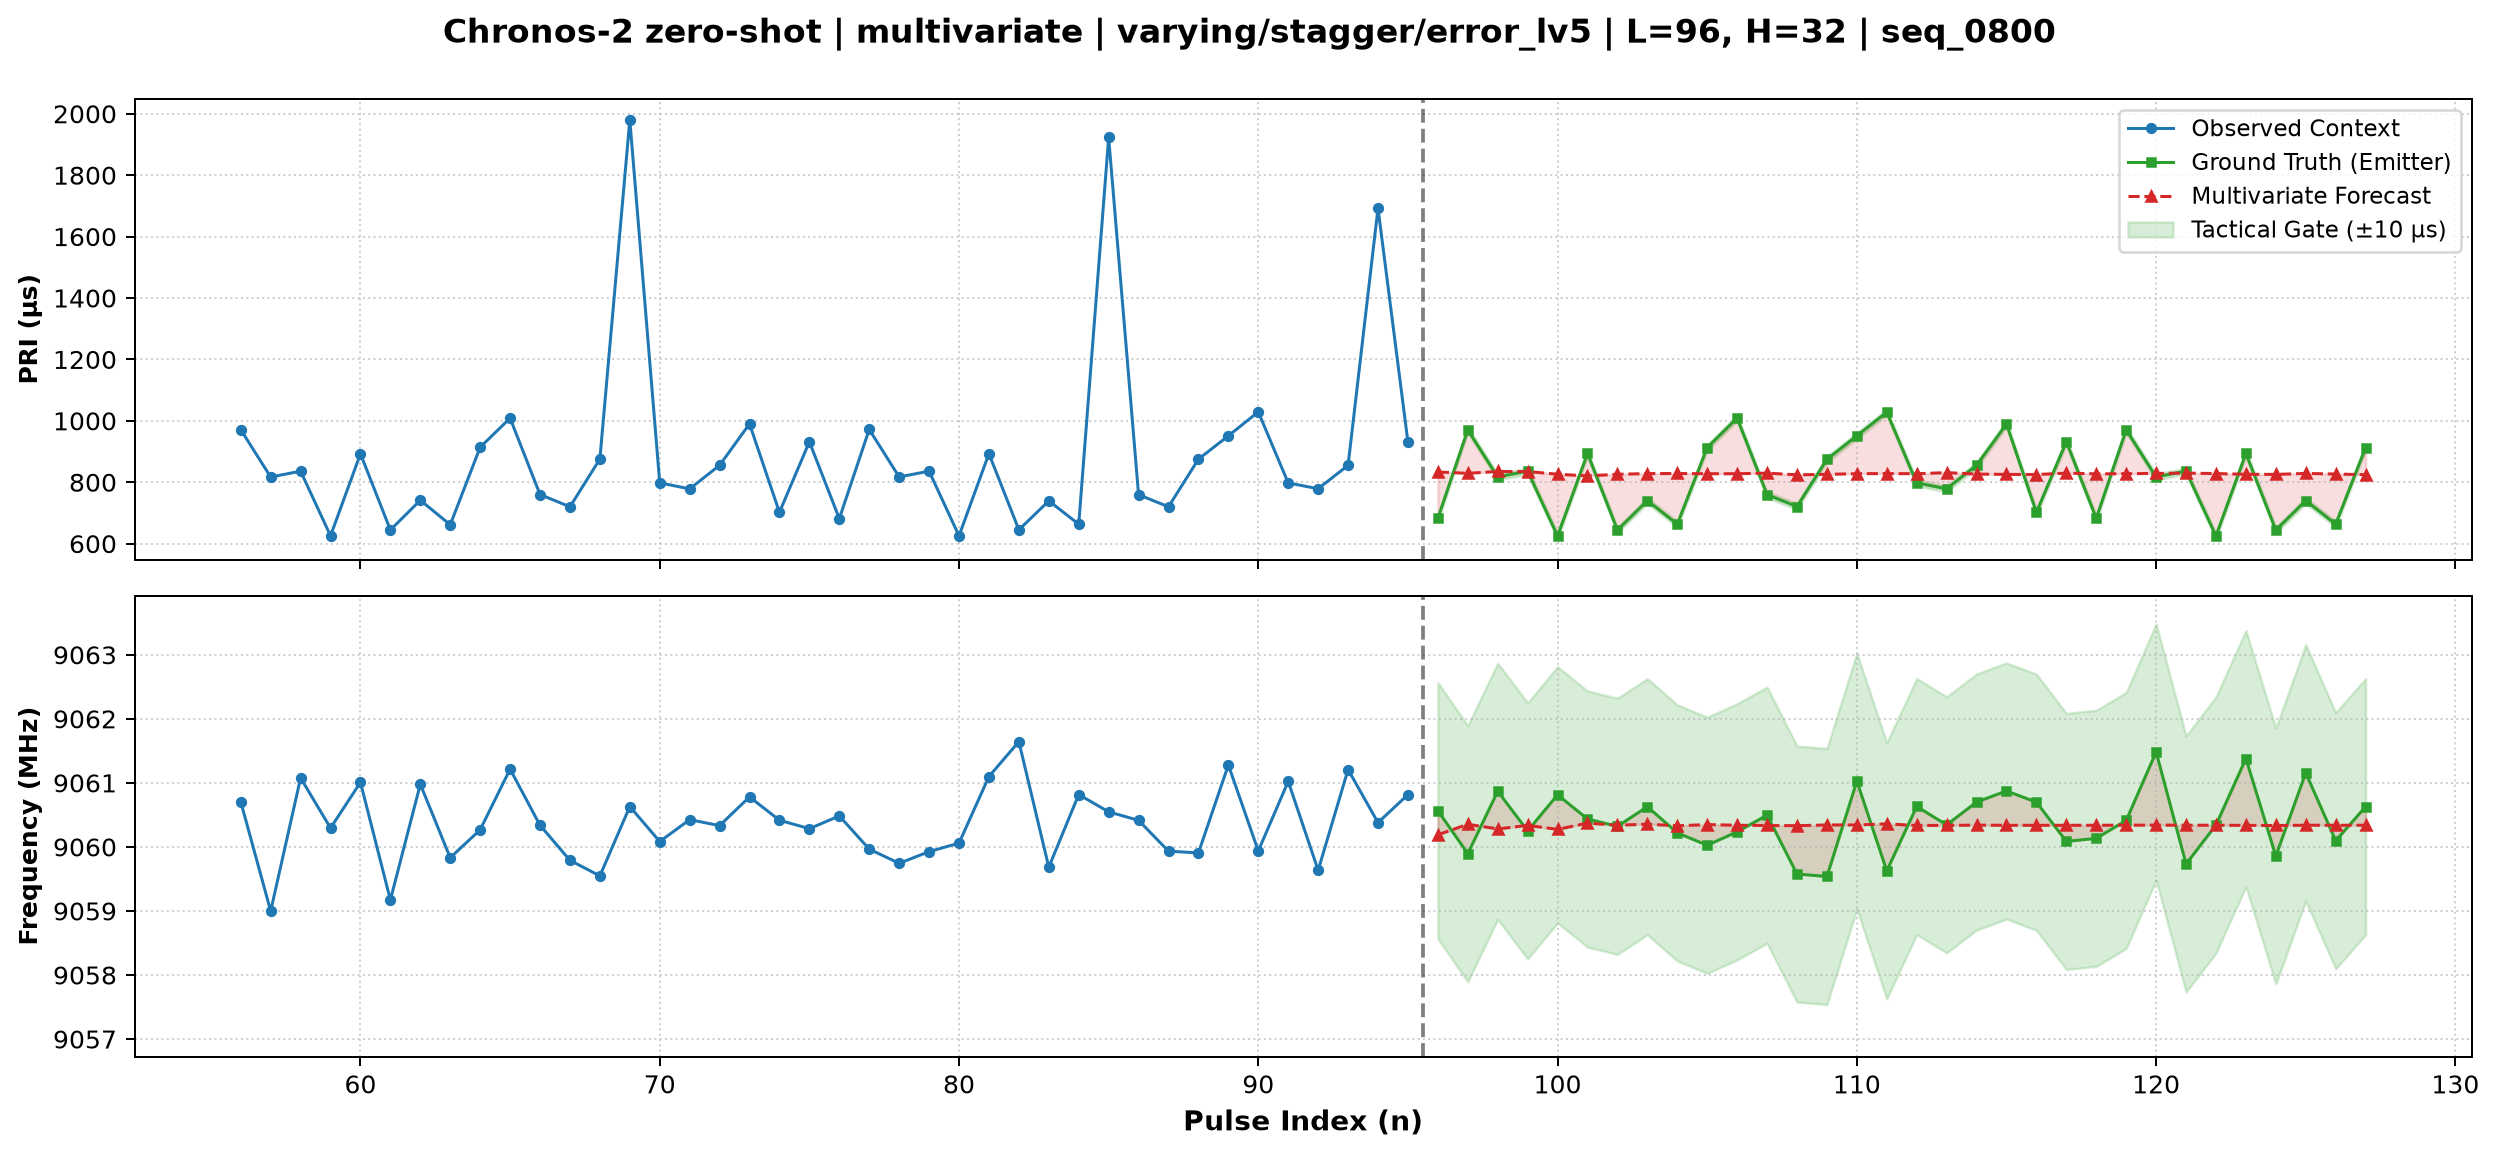 Chronos-2 zero-shot | multivariate | varying/stagger/error_lv5 | L=96, H=32 | seq_0800
2000
1800
1600
1400
1200
1000
800
600
PRI (µs)
Observed Context
Ground Truth (Emitter)
Multivariate Forecast
Tactical Gate (±10 µs)
9063
9062
9061
9060
9059
9058
9057
Frequency (MHz)
60 70 80 90 100 110 120 130
Pulse Index (n)